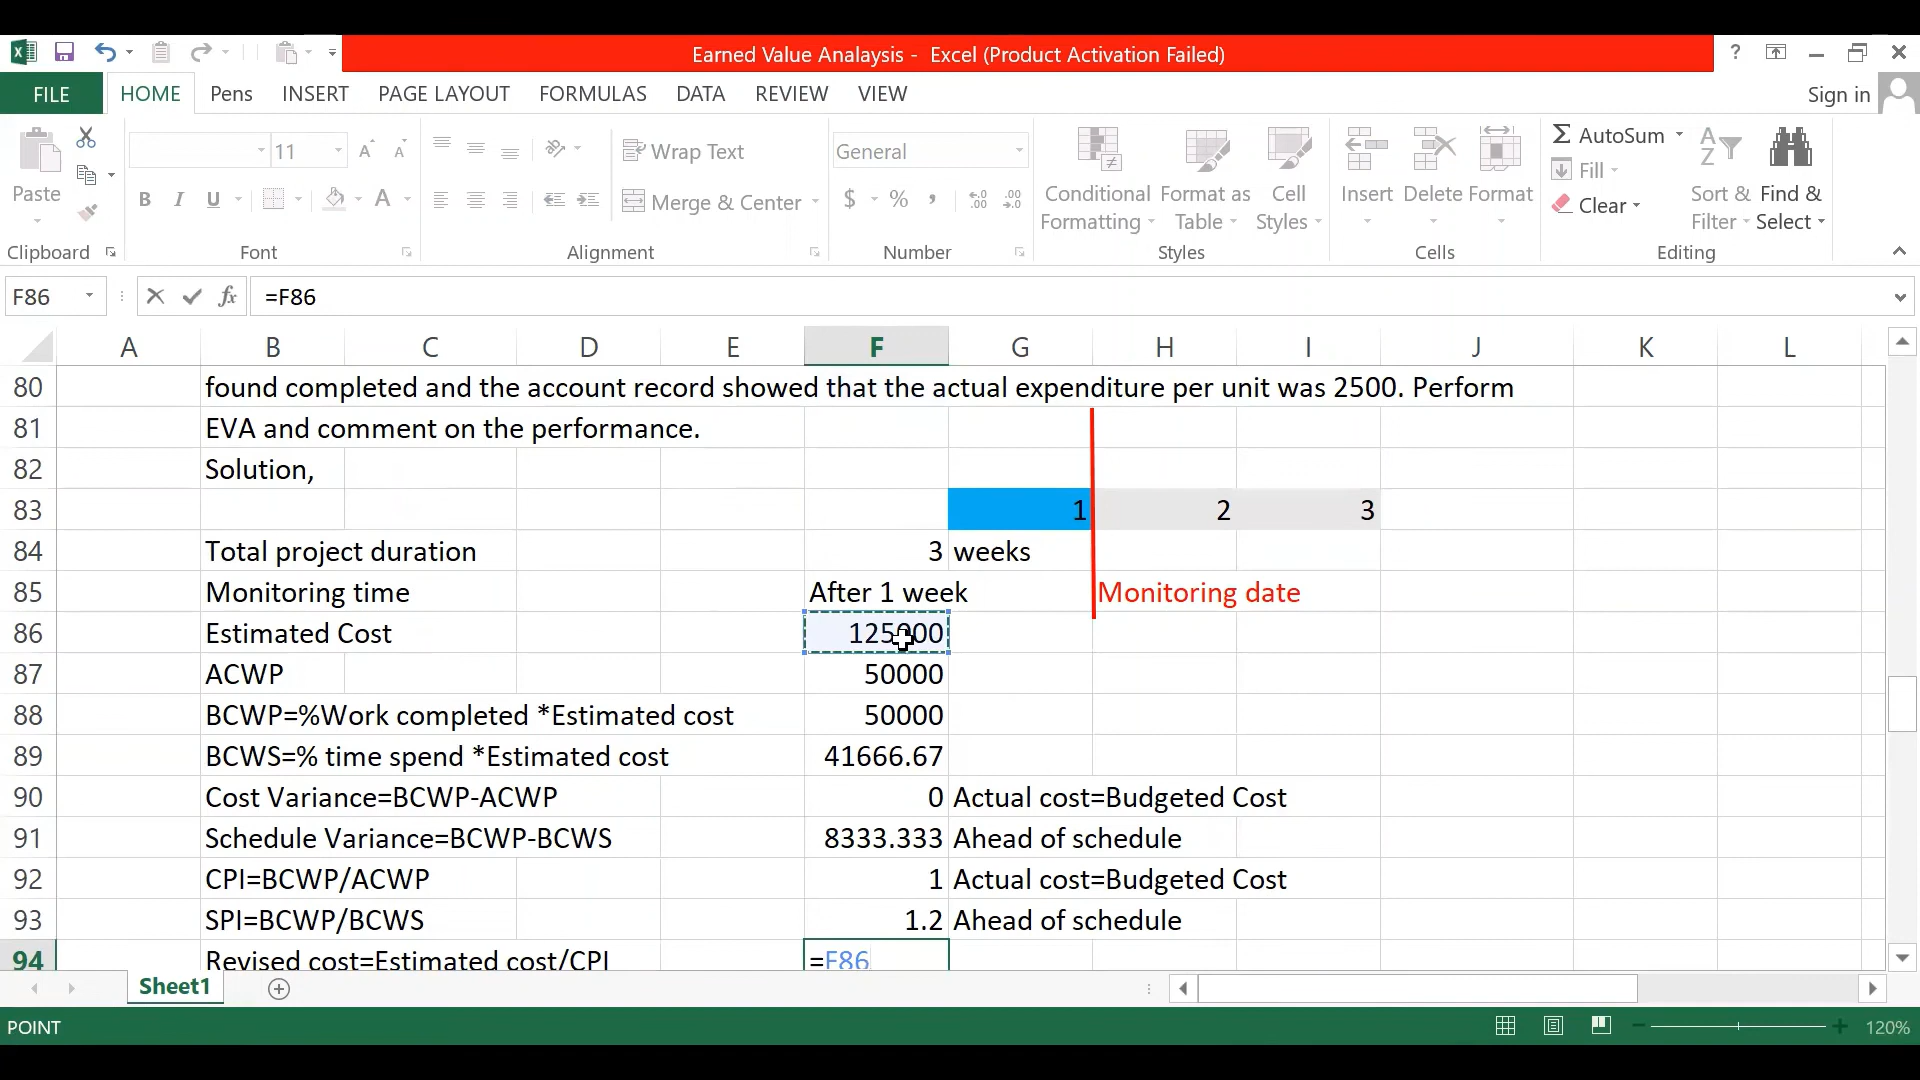 Earned Value Analaysis - Excel (Product Activation Failed)
?
FILE HOME Pens INSERT PAGE LAYOUT FORMULAS DATA REVIEW VIEW Sign in
Paste
Clipboard
11
B I U
Font
Wrap Text
Merge & Center
Alignment
General
$ % ,
Number
Conditional Formatting
Format as Table
Cell Styles
Styles
Insert Delete Format
Cells
AutoSum
Fill
Clear
Sort & Filter
Find & Select
Editing
F86 fx =F86
A B C D E F G H I J K L
80 found completed and the account record showed that the actual expenditure per unit was 2500. Perform
81 EVA and comment on the performance.
82 Solution,
83 1 2 3
84 Total project duration 3 weeks
85 Monitoring time After 1 week Monitoring date
86 Estimated Cost 125000
87 ACWP 50000
88 BCWP=%Work completed *Estimated cost 50000
89 BCWS=% time spend *Estimated cost 41666.67
90 Cost Variance=BCWP-ACWP 0 Actual cost=Budgeted Cost
91 Schedule Variance=BCWP-BCWS 8333.333 Ahead of schedule
92 CPI=BCWP/ACWP 1 Actual cost=Budgeted Cost
93 SPI=BCWP/BCWS 1.2 Ahead of schedule
94 Revised cost=Estimated cost/CPI =F86
Sheet1
POINT 120%